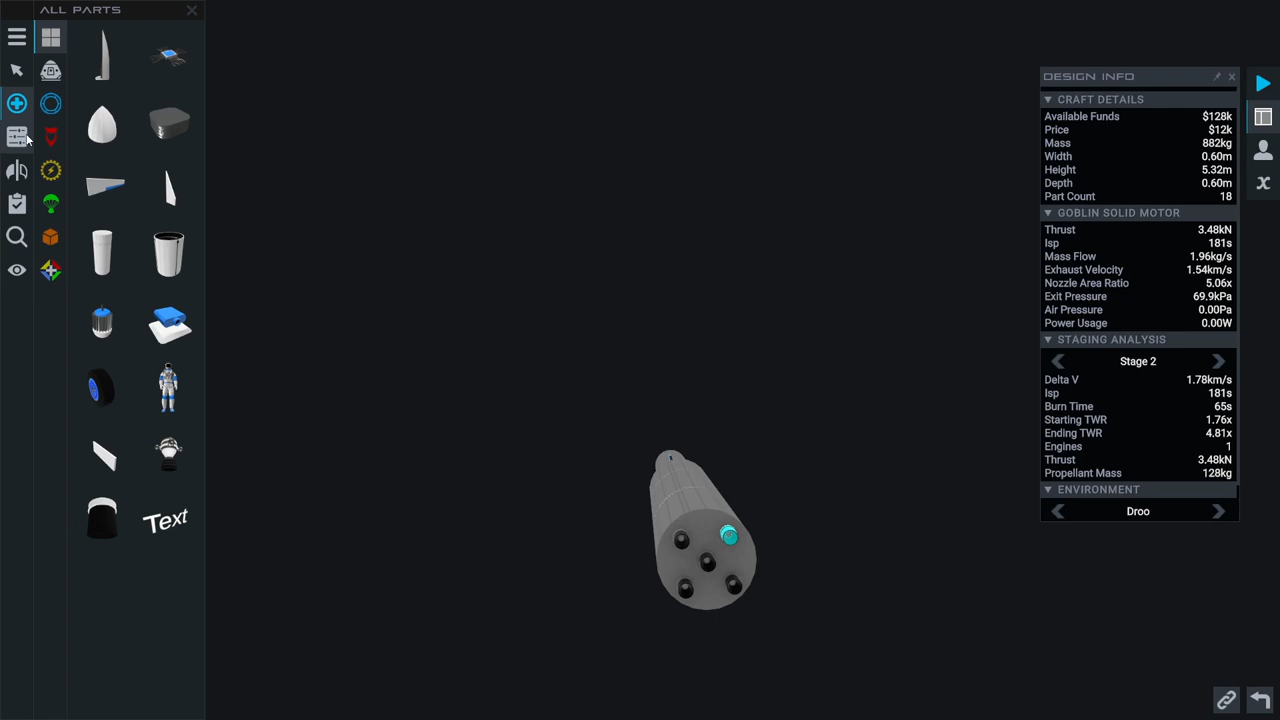 ALL PARTS
Text
DESIGN INFO
CRAFT DETAILS
Available Funds $128k
Price $12k
Mass 882kg
Width 0.60m
Height 5.32m
Depth 0.60m
Part Count 18
GOBLIN SOLID MOTOR
Thrust 3.48kN
Isp 181s
Mass Flow 1.96kg/s
Exhaust Velocity 1.54km/s
Nozzle Area Ratio 5.06x
Exit Pressure 69.9kPa
Air Pressure 0.00Pa
Power Usage 0.00W
STAGING ANALYSIS
Stage 2
Delta V 1.78km/s
Isp 181s
Burn Time 65s
Starting TWR 1.76x
Ending TWR 4.81x
Engines 1
Thrust 3.48kN
Propellant Mass 128kg
ENVIRONMENT
Droo
x